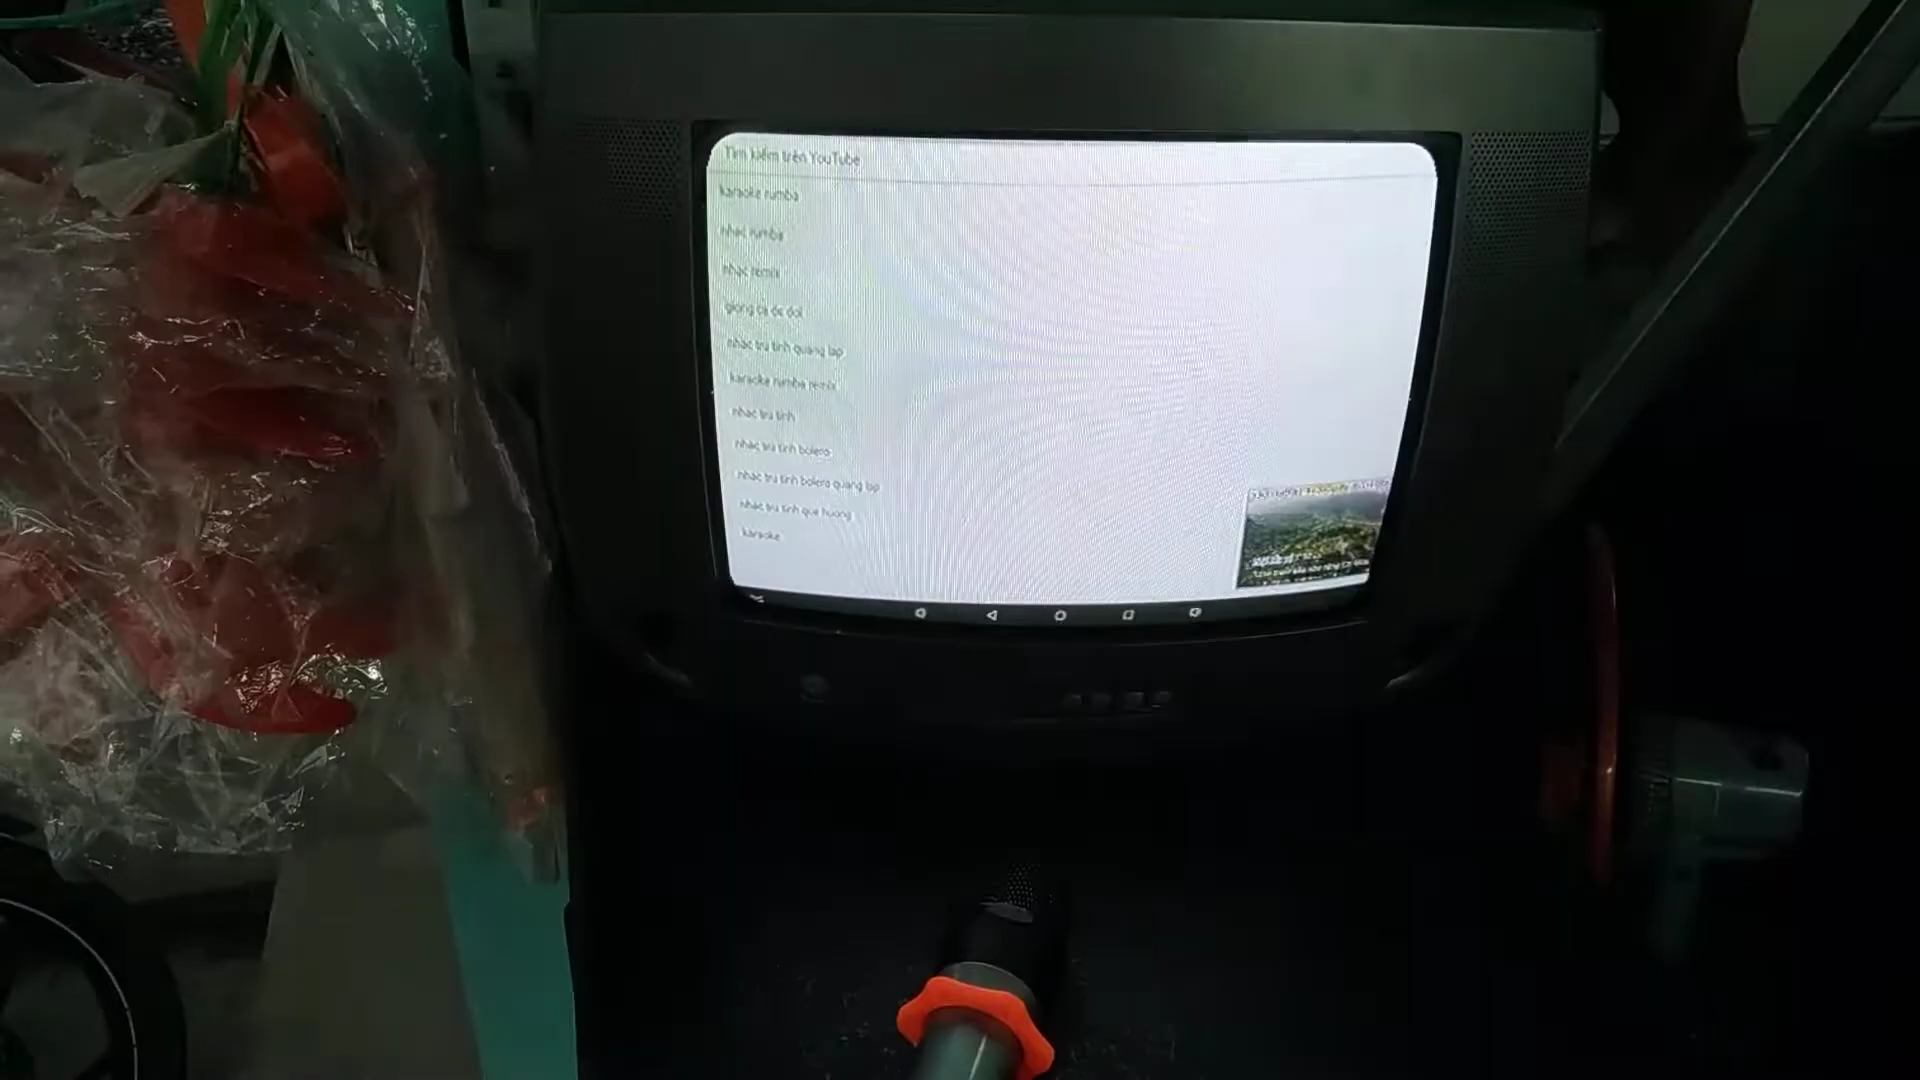 Tìm kiếm trên YouTube
karaoke rumba
nhạc rumba
nhạc remix
giọng ca để đời
nhạc trữ tình quang lập
karaoke rumba remix
nhạc trữ tình
nhạc trữ tình bolero
nhạc trữ tình bolero quang lập
nhạc trữ tình quê hương
karaoke